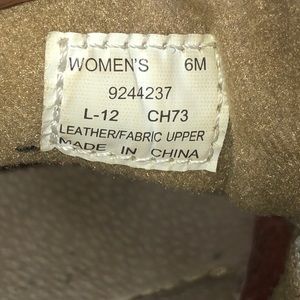 WOMEN'S 6M
9244237
L-12 CH73
LEATHER/FABRIC UPPER
MADE IN CHINA